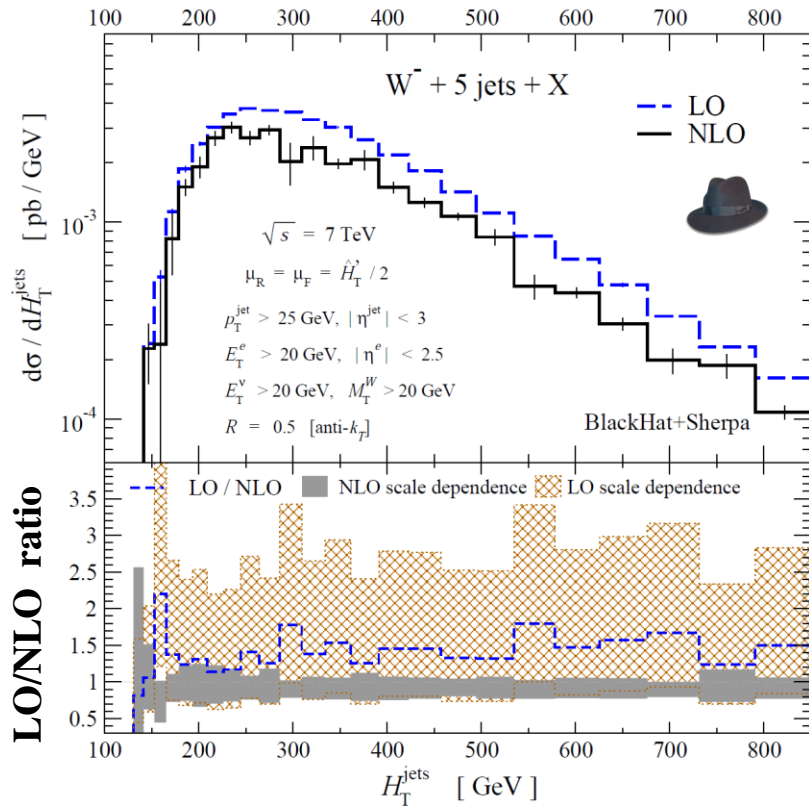 100 200 300 400 500 600 700 800
W⁻ + 5 jets + X
LO
NLO
dσ / dH_T^jets [ pb / GeV ]
10⁻³
10⁻⁴
√s = 7 TeV
μ_R = μ_F = Ĥ_T' / 2
p_T^jet > 25 GeV, | η^jet | < 3
E_T^e > 20 GeV, | η^e | < 2.5
E_T^ν > 20 GeV, M_T^W > 20 GeV
R = 0.5 [anti-k_T]
BlackHat+Sherpa
LO/NLO ratio
LO / NLO NLO scale dependence LO scale dependence
3.5
3
2.5
2
1.5
1
0.5
100 200 300 400 500 600 700 800
H_T^jets [ GeV ]